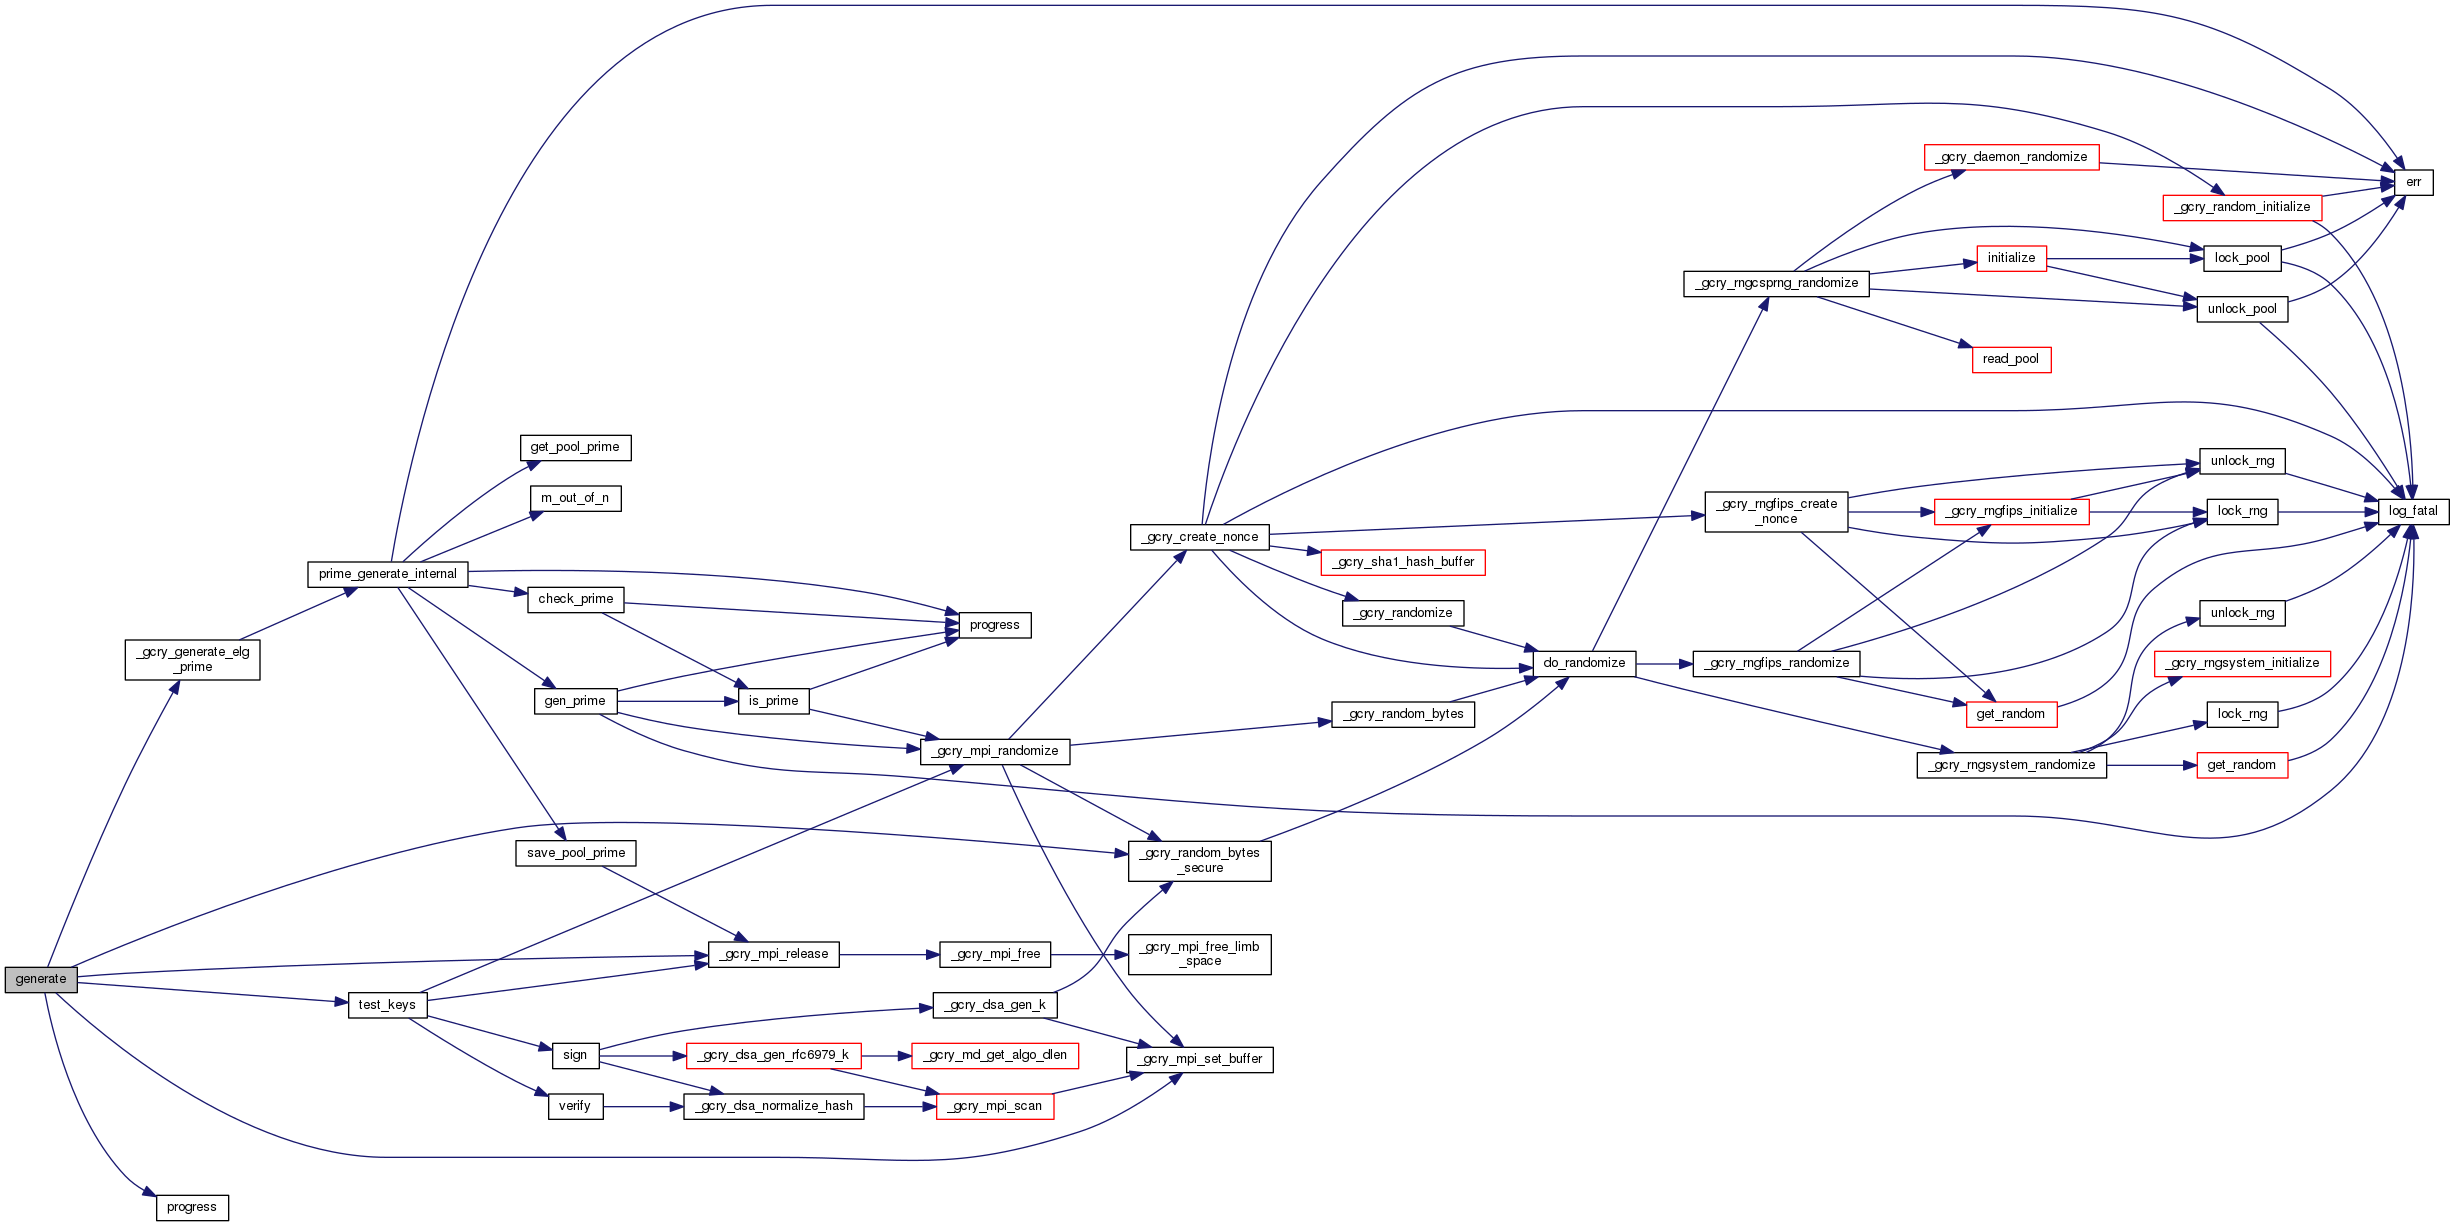 _gcry_daemon_randomize
err
_gcry_random_initialize
initialize
lock_pool
_gcry_rngcsprng_randomize
unlock_pool
read_pool
get_pool_prime
unlock_rng
m_out_of_n
_gcry_rngfips_create
_nonce
_gcry_rngfips_initialize
lock_rng
log_fatal
_gcry_create_nonce
_gcry_sha1_hash_buffer
prime_generate_internal
check_prime
_gcry_randomize
unlock_rng
progress
_gcry_generate_elg
_prime
do_randomize
_gcry_rngfips_randomize
_gcry_rngsystem_initialize
gen_prime
is_prime
_gcry_random_bytes
get_random
lock_rng
_gcry_mpi_randomize
_gcry_rngsystem_randomize
get_random
save_pool_prime
_gcry_random_bytes
_secure
_gcry_mpi_release
_gcry_mpi_free
_gcry_mpi_free_limb
_space
generate
test_keys
_gcry_dsa_gen_k
sign
_gcry_dsa_gen_rfc6979_k
_gcry_md_get_algo_dlen
_gcry_mpi_set_buffer
verify
_gcry_dsa_normalize_hash
_gcry_mpi_scan
progress